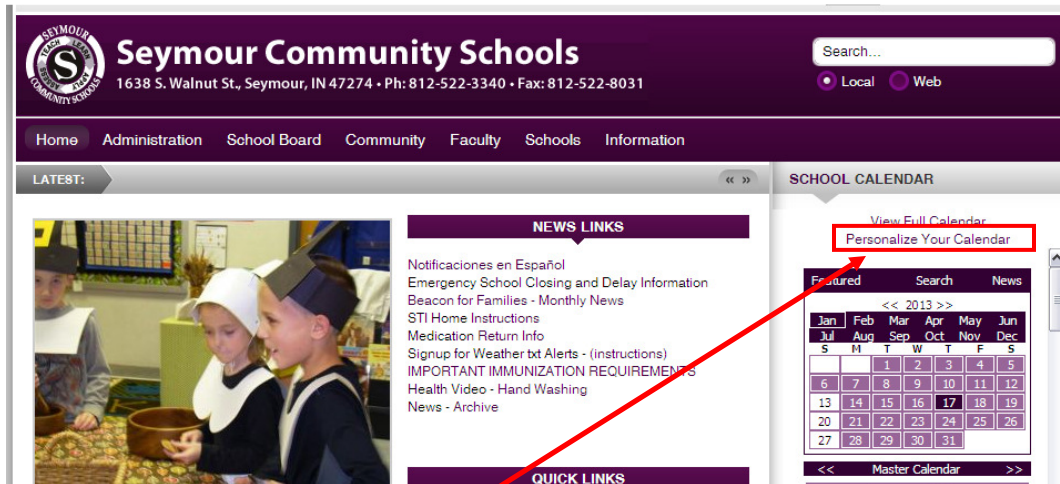 SEYMOUR
TEACH LEARN
S
COMMUNITY SCHOOLS
Seymour Community Schools
1638 S. Walnut St., Seymour, IN 47274 • Ph: 812-522-3340 • Fax: 812-522-8031
Search...
Local Web
Home Administration School Board Community Faculty Schools Information
LATEST: « »
NEWS LINKS
Notificaciones en Español
Emergency School Closing and Delay Information
Beacon for Families - Monthly News
STI Home Instructions
Medication Return Info
Signup for Weather txt Alerts - (instructions)
IMPORTANT IMMUNIZATION REQUIREMENTS
Health Video - Hand Washing
News - Archive
QUICK LINKS
SCHOOL CALENDAR
View Full Calendar
Personalize Your Calendar
Featured Search News
<< 2013 >>
Jan Feb Mar Apr May Jun
Jul Aug Sep Oct Nov Dec
S M T W T F S
1 2 3 4 5
6 7 8 9 10 11 12
13 14 15 16 17 18 19
20 21 22 23 24 25 26
27 28 29 30 31
<< Master Calendar >>